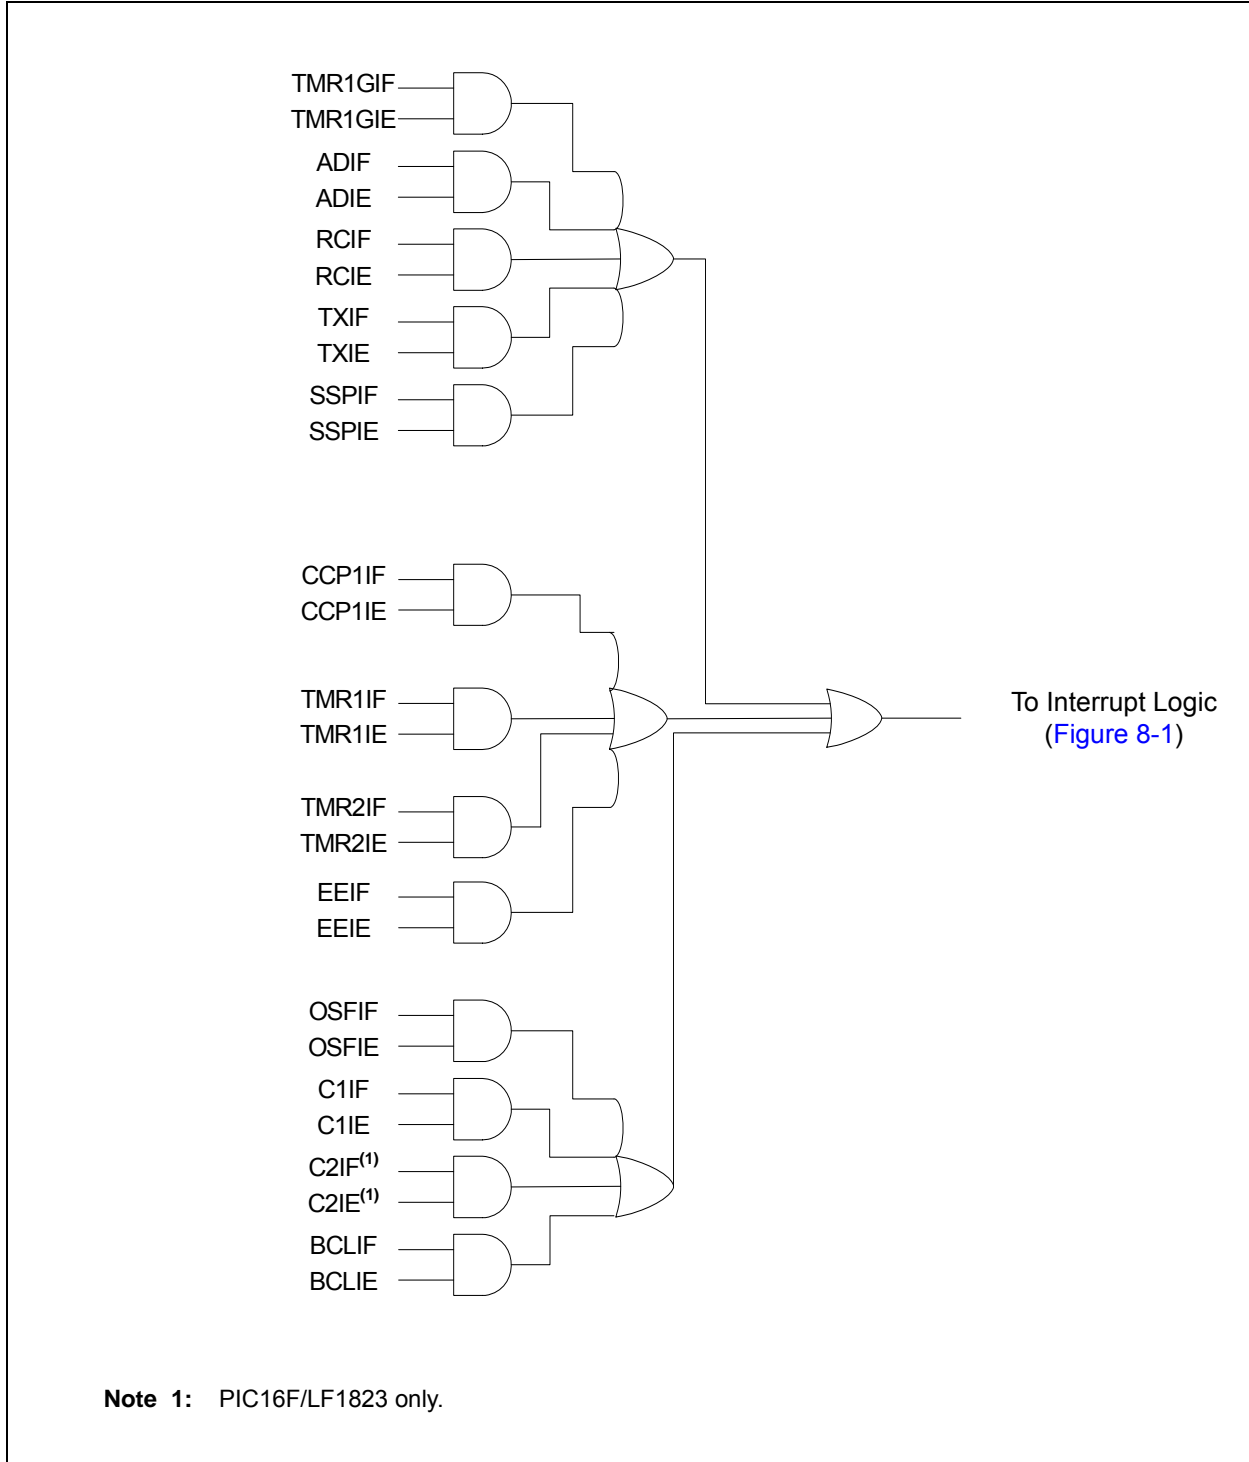 TMR1GIF
TMR1GIE
ADIF
ADIE
RCIF
RCIE
TXIF
TXIE
SSPIF
SSPIE
CCP1IF
CCP1IE
TMR1IF
TMR1IE
To Interrupt Logic
(Figure 8-1)
TMR2IF
TMR2IE
EEIF
EEIE
OSFIF
OSFIE
C1IF
C1IE
C2IF(1)
C2IE(1)
BCLIF
BCLIE
Note 1: PIC16F/LF1823 only.